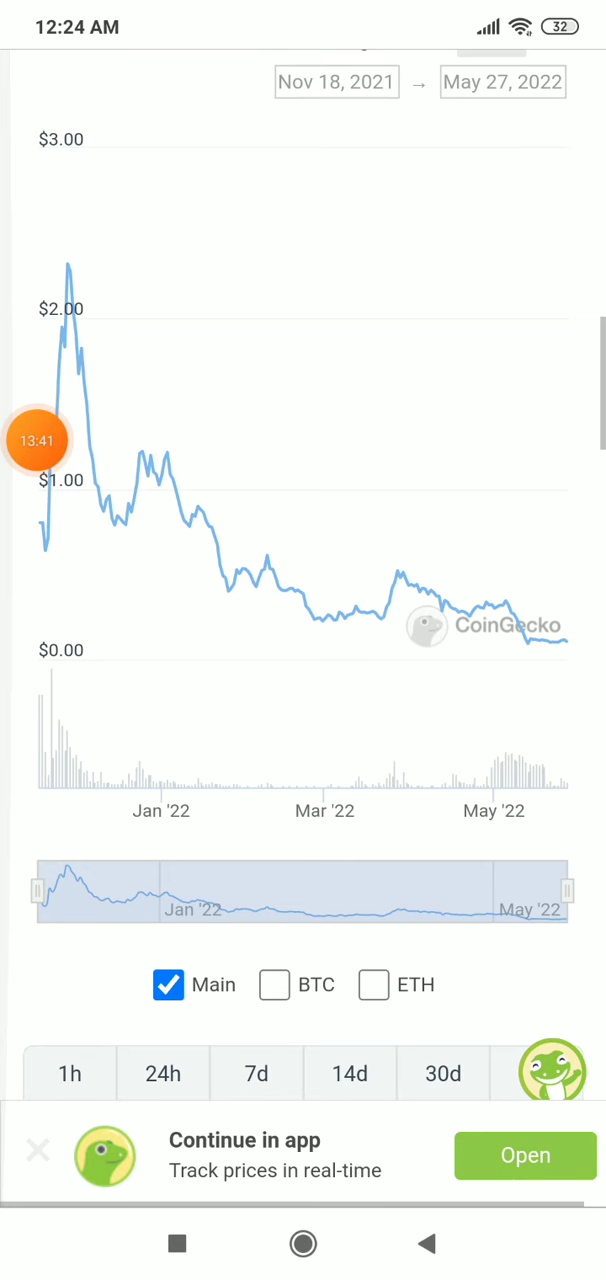 12:24 AM
32
Nov 18, 2021 → May 27, 2022
$3.00
$2.00
13:41
$1.00
CoinGecko
$0.00
Jan '22 Mar '22 May '22
Jan '22 May '22
Main BTC ETH
1h 24h 7d 14d 30d
Continue in app
Track prices in real-time
Open